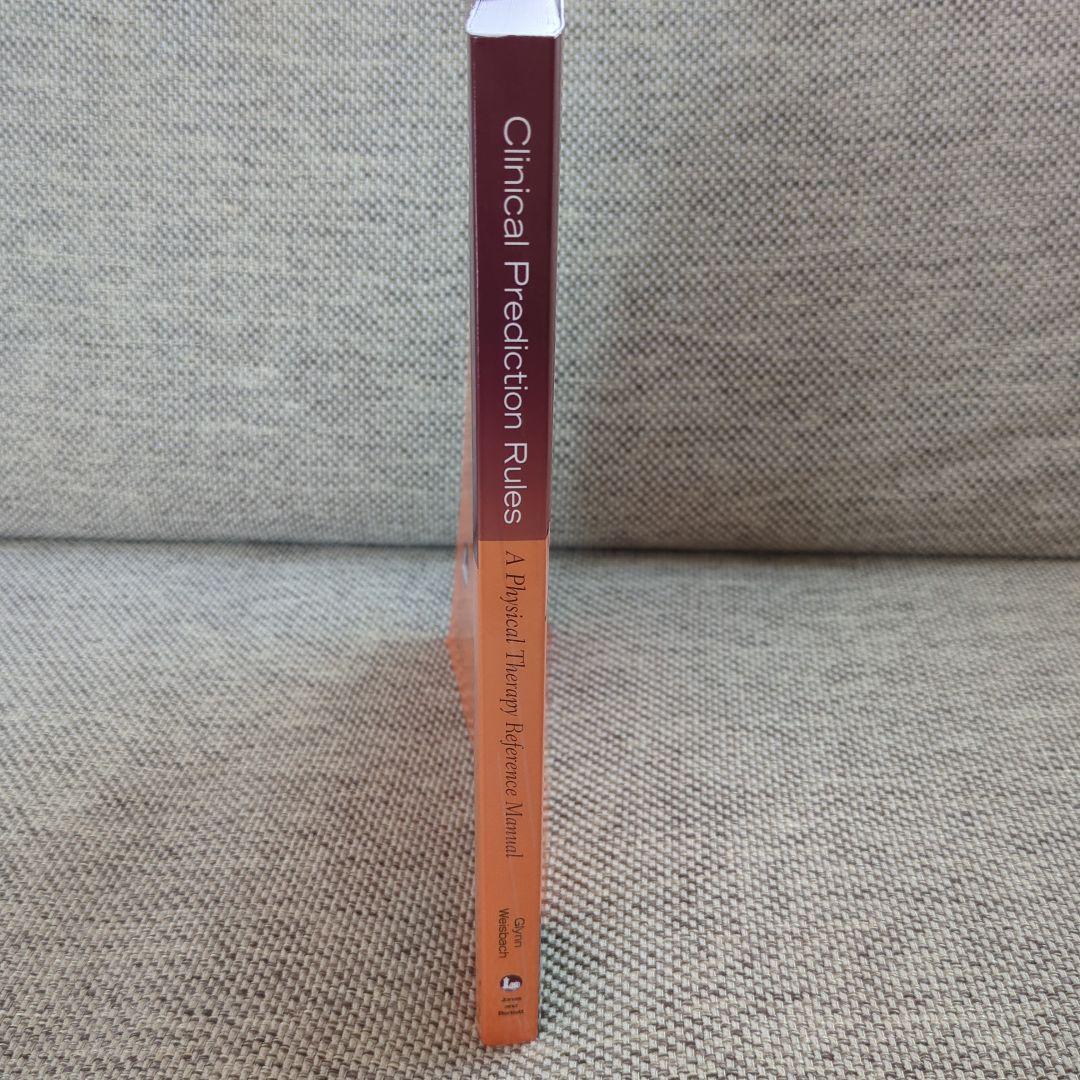 Clinical Prediction Rules
A Physical Therapy Reference Manual
Glynn
Weisbach
Jones
and
Bartlett